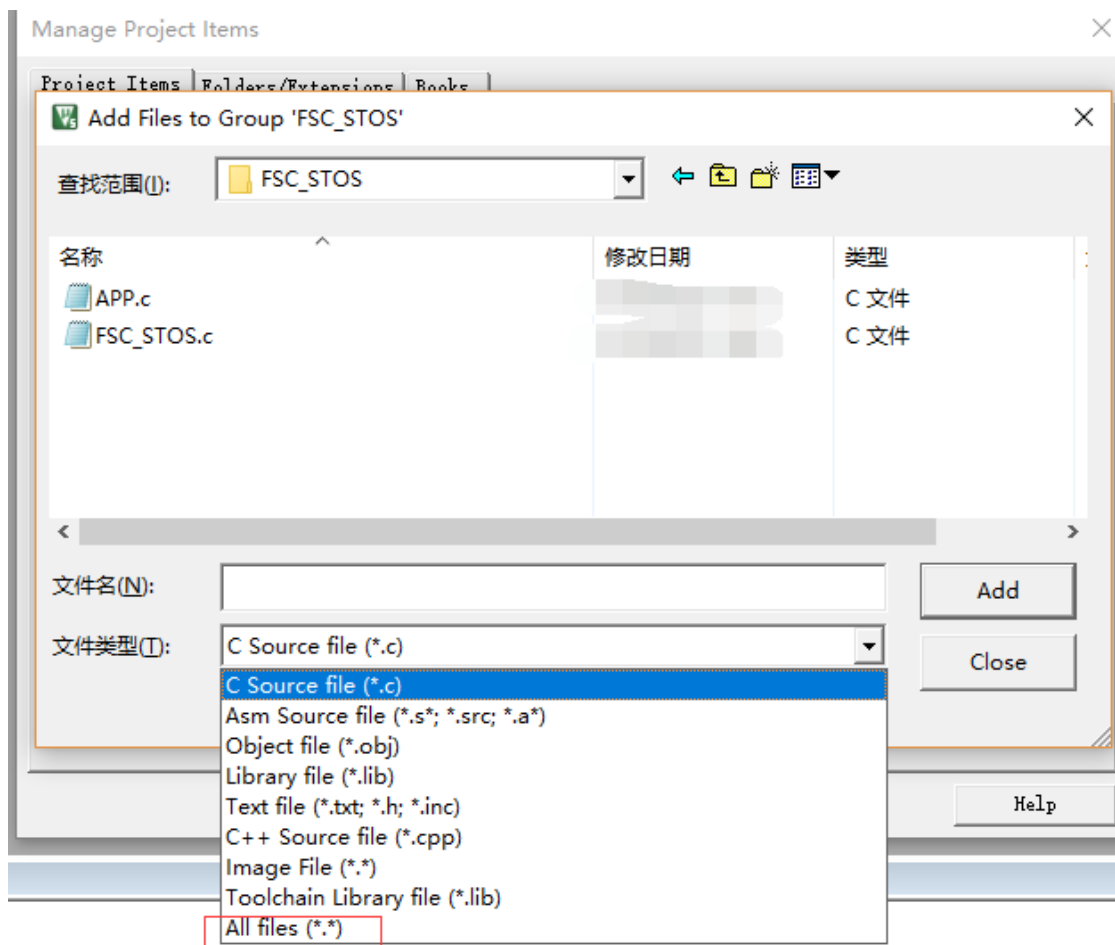 Manage Project Items
Project Items Folders/Extensions Books
Add Files to Group 'FSC_STOS'
查找范围(I): FSC_STOS
名称 修改日期 类型
APP.c C 文件
FSC_STOS.c C 文件
文件名(N): Add
文件类型(T): C Source file (*.c) Close
C Source file (*.c)
Asm Source file (*.s*; *.src; *.a*)
Object file (*.obj)
Library file (*.lib)
Text file (*.txt; *.h; *.inc)
Help
C++ Source file (*.cpp)
Image File (*.*)
Toolchain Library file (*.lib)
All files (*.*)